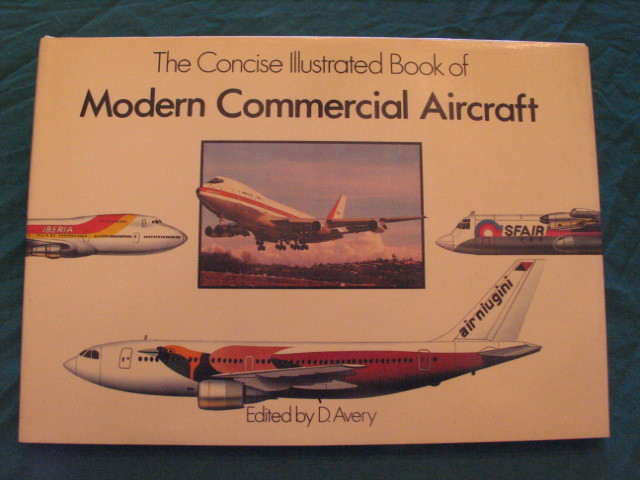 The Concise Illustrated Book of
Modern Commercial Aircraft
IBERIA
SFAIR
air niugini
Edited by D. Avery